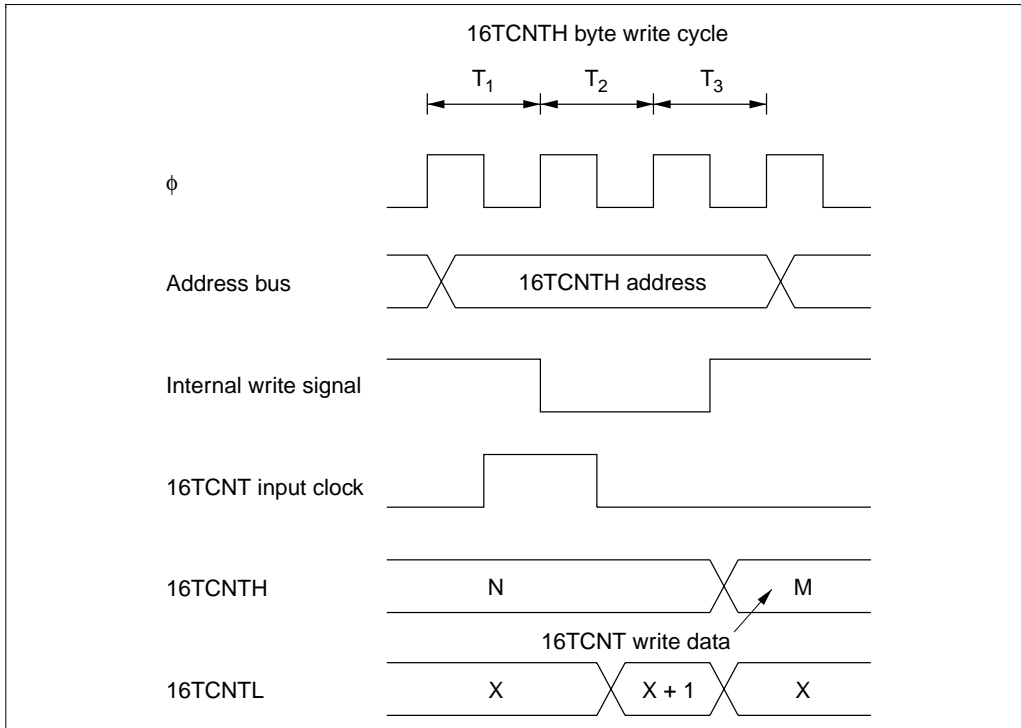 16TCNTH byte write cycle
T1 T2 T3
φ
Address bus 16TCNTH address
Internal write signal
16TCNT input clock
16TCNTH N M
16TCNT write data
16TCNTL X X + 1 X